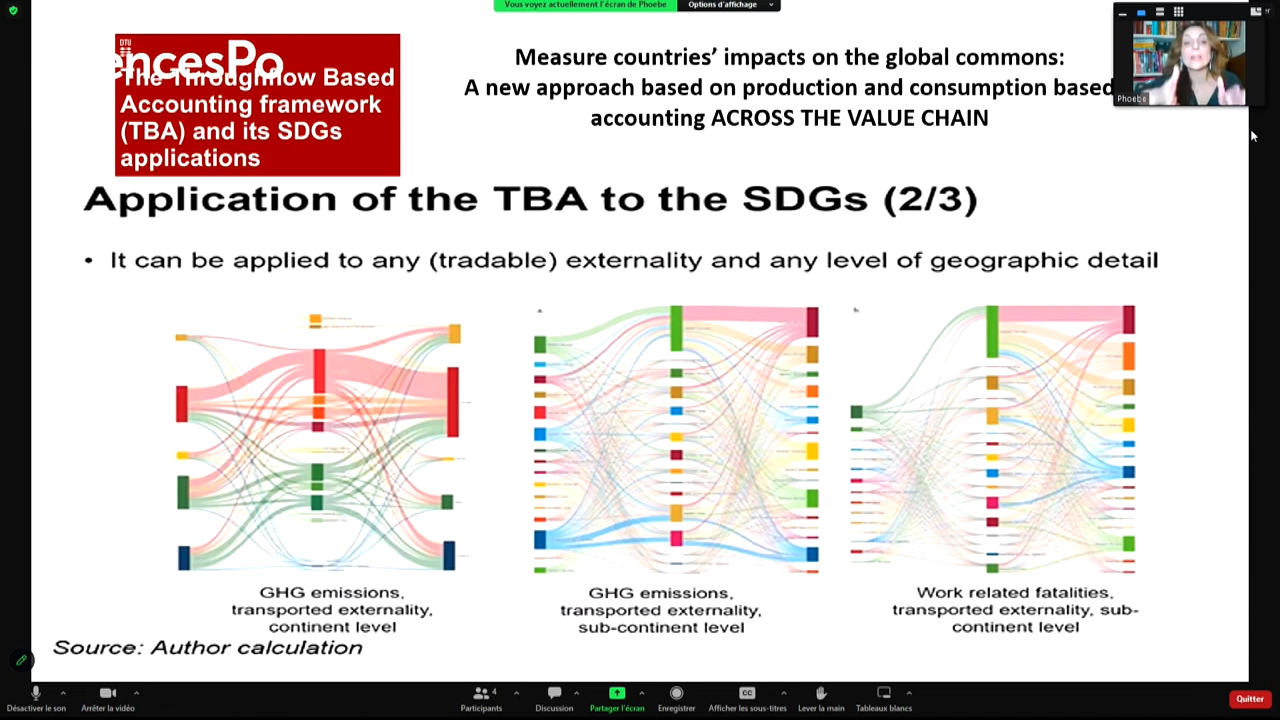 Vous voyez actuellement l'écran de Phoebe
Options d'affichage
DTU
encesPo
The Throughflow Based
Accounting framework
(TBA) and its SDGs
applications
Measure countries' impacts on the global commons:
A new approach based on production and consumption based
accounting ACROSS THE VALUE CHAIN
Phoebe
Application of the TBA to the SDGs (2/3)
• It can be applied to any (tradable) externality and any level of geographic detail
GHG emissions,
transported externality,
continent level
GHG emissions,
transported externality,
sub-continent level
Work related fatalities,
transported externality, sub-
continent level
Source: Author calculation
Désactiver le son
Arrêter la vidéo
4
Participants
Discussion
Partager l'écran
Enregistrer
CC
Afficher les sous-titres
Lever la main
Tableaux blancs
Quitter